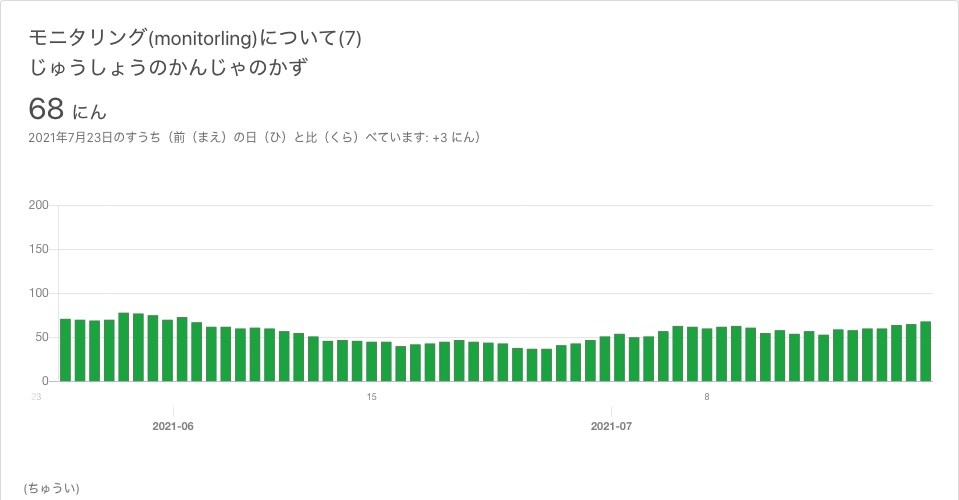 モニタリング(monitorling)について(7)
じゅうしょうのかんじゃのかず
68 にん
2021年7月23日のすうち（前（まえ）の日（ひ）と比（くら）べています: +3 にん）
200
150
100
50
0
23
15
8
2021-06
2021-07
(ちゅうい)